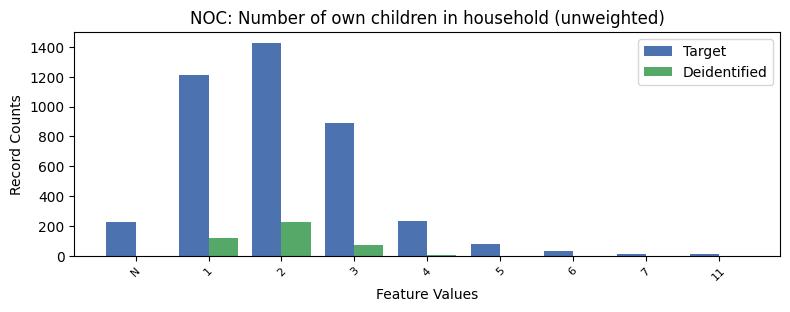 NOC: Number of own children in household (unweighted)
Target
Deidentified
Record Counts
1400
1200
1000
800
600
400
200
0
N 1 2 3 4 5 6 7 11
Feature Values